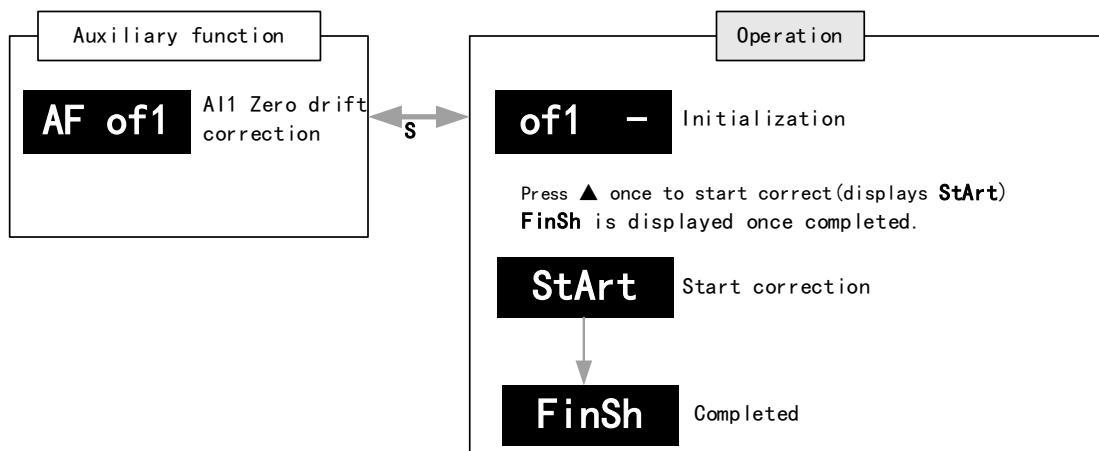 Auxiliary function
AF of1
AI1 Zero drift
correction
S
Operation
of1 -
Initialization
Press ▲ once to start correct(displays StArt)
FinSh is displayed once completed.
StArt
Start correction
FinSh
Completed